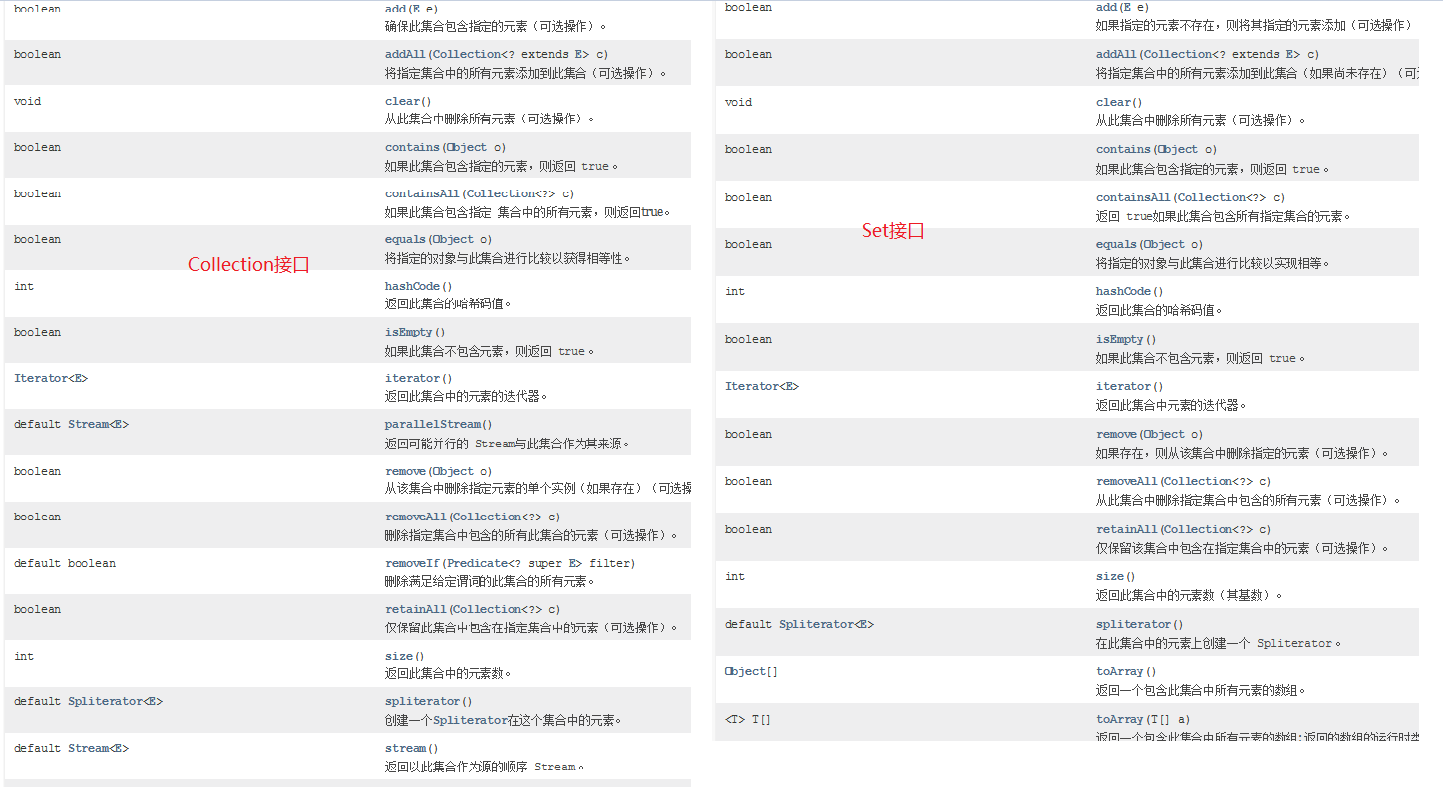 boolean add(E e)
确保此集合包含指定的元素（可选操作）。
boolean addAll(Collection<? extends E> c)
将指定集合中的所有元素添加到此集合（可选操作）。
void clear()
从此集合中删除所有元素（可选操作）。
boolean contains(Object o)
如果此集合包含指定的元素，则返回 true 。
boolean containsAll(Collection<?> c)
如果此集合包含指定 集合中的所有元素，则返回true。
boolean equals(Object o)
将指定的对象与此集合进行比较以获得相等性。
Collection接口
int hashCode()
返回此集合的哈希码值。
boolean isEmpty()
如果此集合不包含元素，则返回 true 。
Iterator<E> iterator()
返回此集合中的元素的迭代器。
default Stream<E> parallelStream()
返回可能并行的 Stream与此集合作为其来源。
boolean remove(Object o)
从该集合中删除指定元素的单个实例（如果存在）（可选操
boolean removeAll(Collection<?> c)
删除指定集合中包含的所有此集合的元素（可选操作）。
default boolean removeIf(Predicate<? super E> filter)
删除满足给定谓词的此集合的所有元素。
boolean retainAll(Collection<?> c)
仅保留此集合中包含在指定集合中的元素（可选操作）。
int size()
返回此集合中的元素数。
default Spliterator<E> spliterator()
创建一个Spliterator在这个集合中的元素。
default Stream<E> stream()
返回以此集合作为源的顺序 Stream。
boolean add(E e)
如果指定的元素不存在，则将其指定的元素添加（可选操作）
boolean addAll(Collection<? extends E> c)
将指定集合中的所有元素添加到此集合（如果尚未存在）（可
void clear()
从此集合中删除所有元素（可选操作）。
boolean contains(Object o)
如果此集合包含指定的元素，则返回 true 。
boolean containsAll(Collection<?> c)
返回 true如果此集合包含所有指定集合的元素。
Set接口
boolean equals(Object o)
将指定的对象与此集合进行比较以实现相等。
int hashCode()
返回此集合的哈希码值。
boolean isEmpty()
如果此集合不包含元素，则返回 true 。
Iterator<E> iterator()
返回此集合中元素的迭代器。
boolean remove(Object o)
如果存在，则从该集合中删除指定的元素（可选操作）。
boolean removeAll(Collection<?> c)
从此集合中删除指定集合中包含的所有元素（可选操作）。
boolean retainAll(Collection<?> c)
仅保留该集合中包含在指定集合中的元素（可选操作）。
int size()
返回此集合中的元素数（其基数）。
default Spliterator<E> spliterator()
在此集合中的元素上创建一个 Spliterator 。
Object[] toArray()
返回一个包含此集合中所有元素的数组。
<T> T[] toArray(T[] a)
返回一个包含此集合中所有元素的数组;返回的数组的运行时类